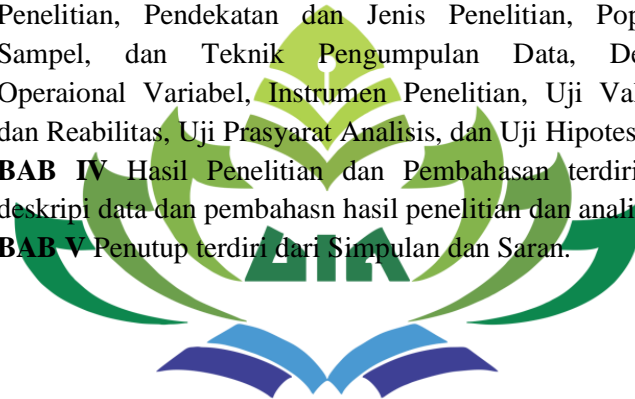 Penelitian, Pendekatan dan Jenis Penelitian, Pop
Sampel, dan Teknik Pengumpulan Data, De
Operaional Variabel, Instrumen Penelitian, Uji Val
dan Reabilitas, Uji Prasyarat Analisis, dan Uji Hipotes
BAB IV Hasil Penelitian dan Pembahasan terdiri
deskripi data dan pembahasn hasil penelitian dan anali
BAB V Penutup terdiri dari Simpulan dan Saran.